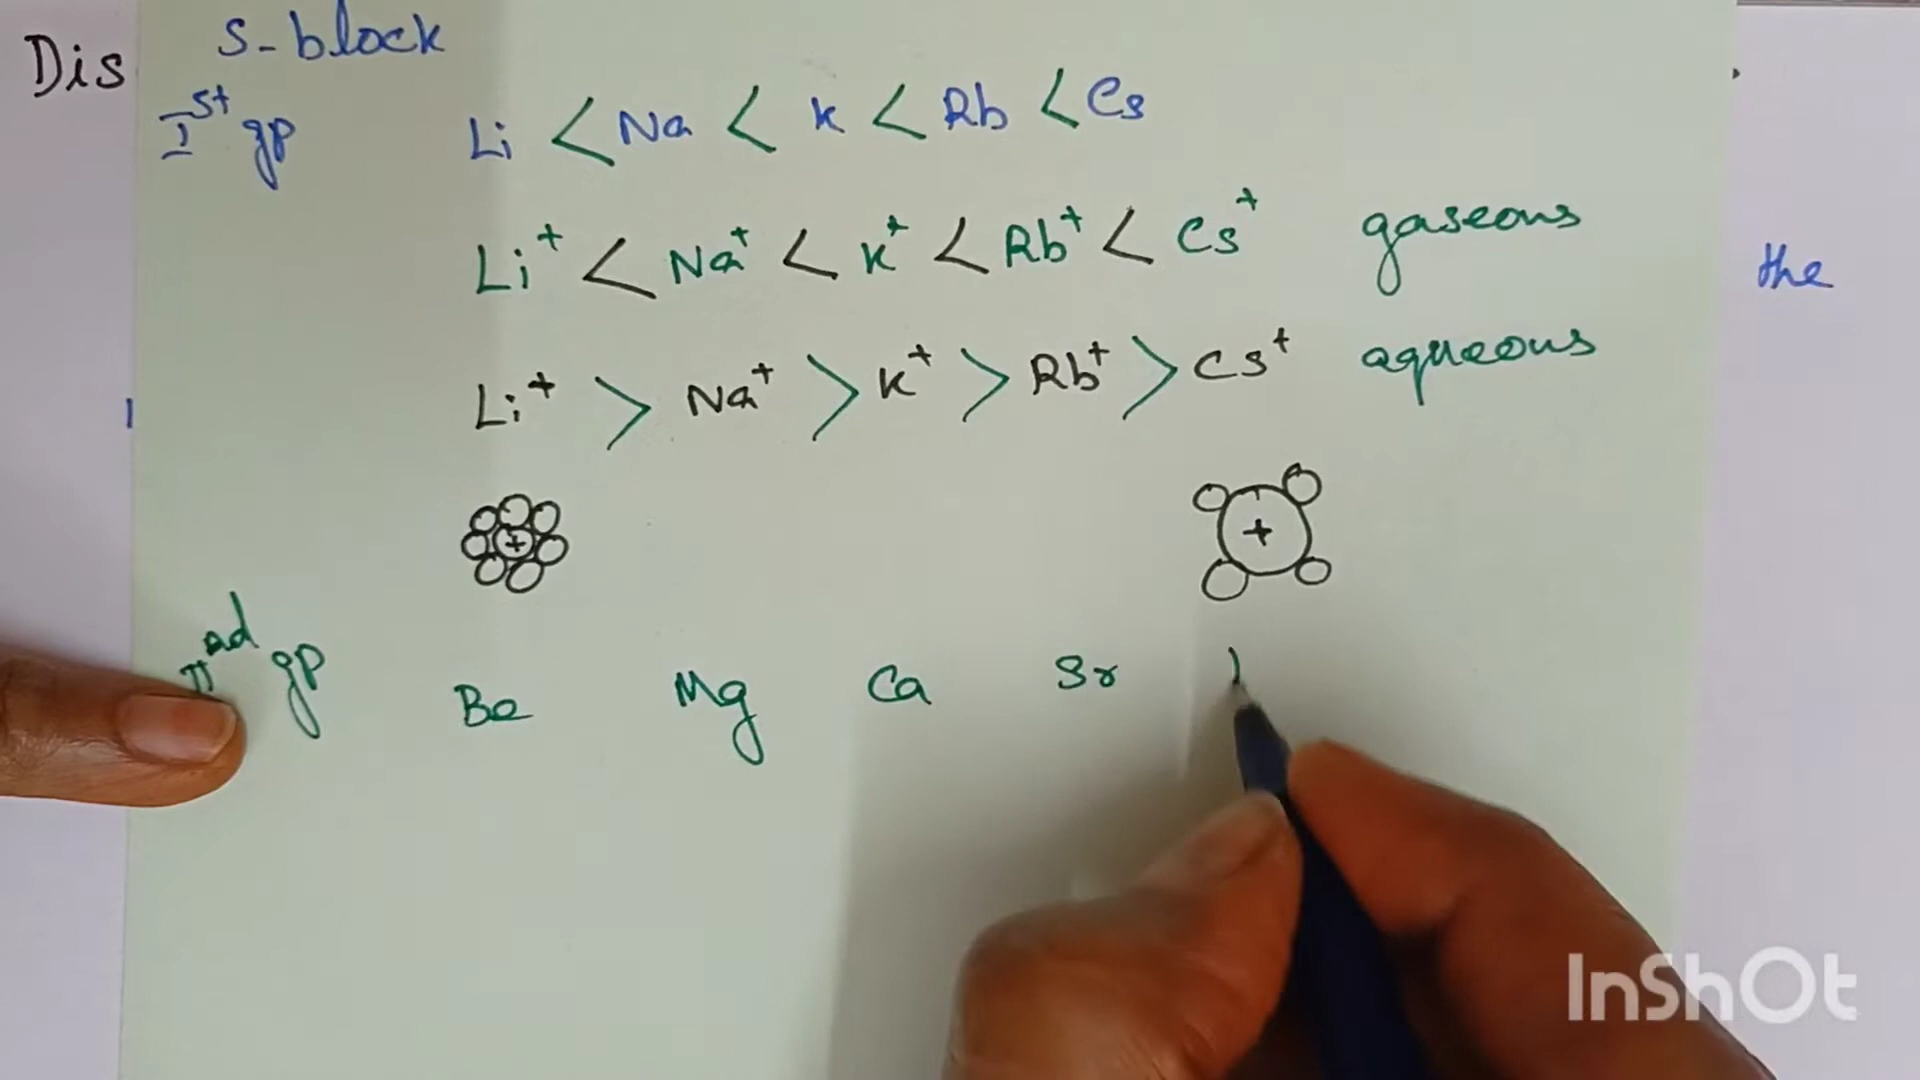 Dis
S-block
Ist gp Li < Na < K < Rb < Cs
Li+ < Na+ < K+ < Rb+ < Cs+ gaseous
the
Li+ > Na+ > K+ > Rb+ > Cs+ aqueous
+ +
IInd gp Be Mg Ca Sr
InShOt